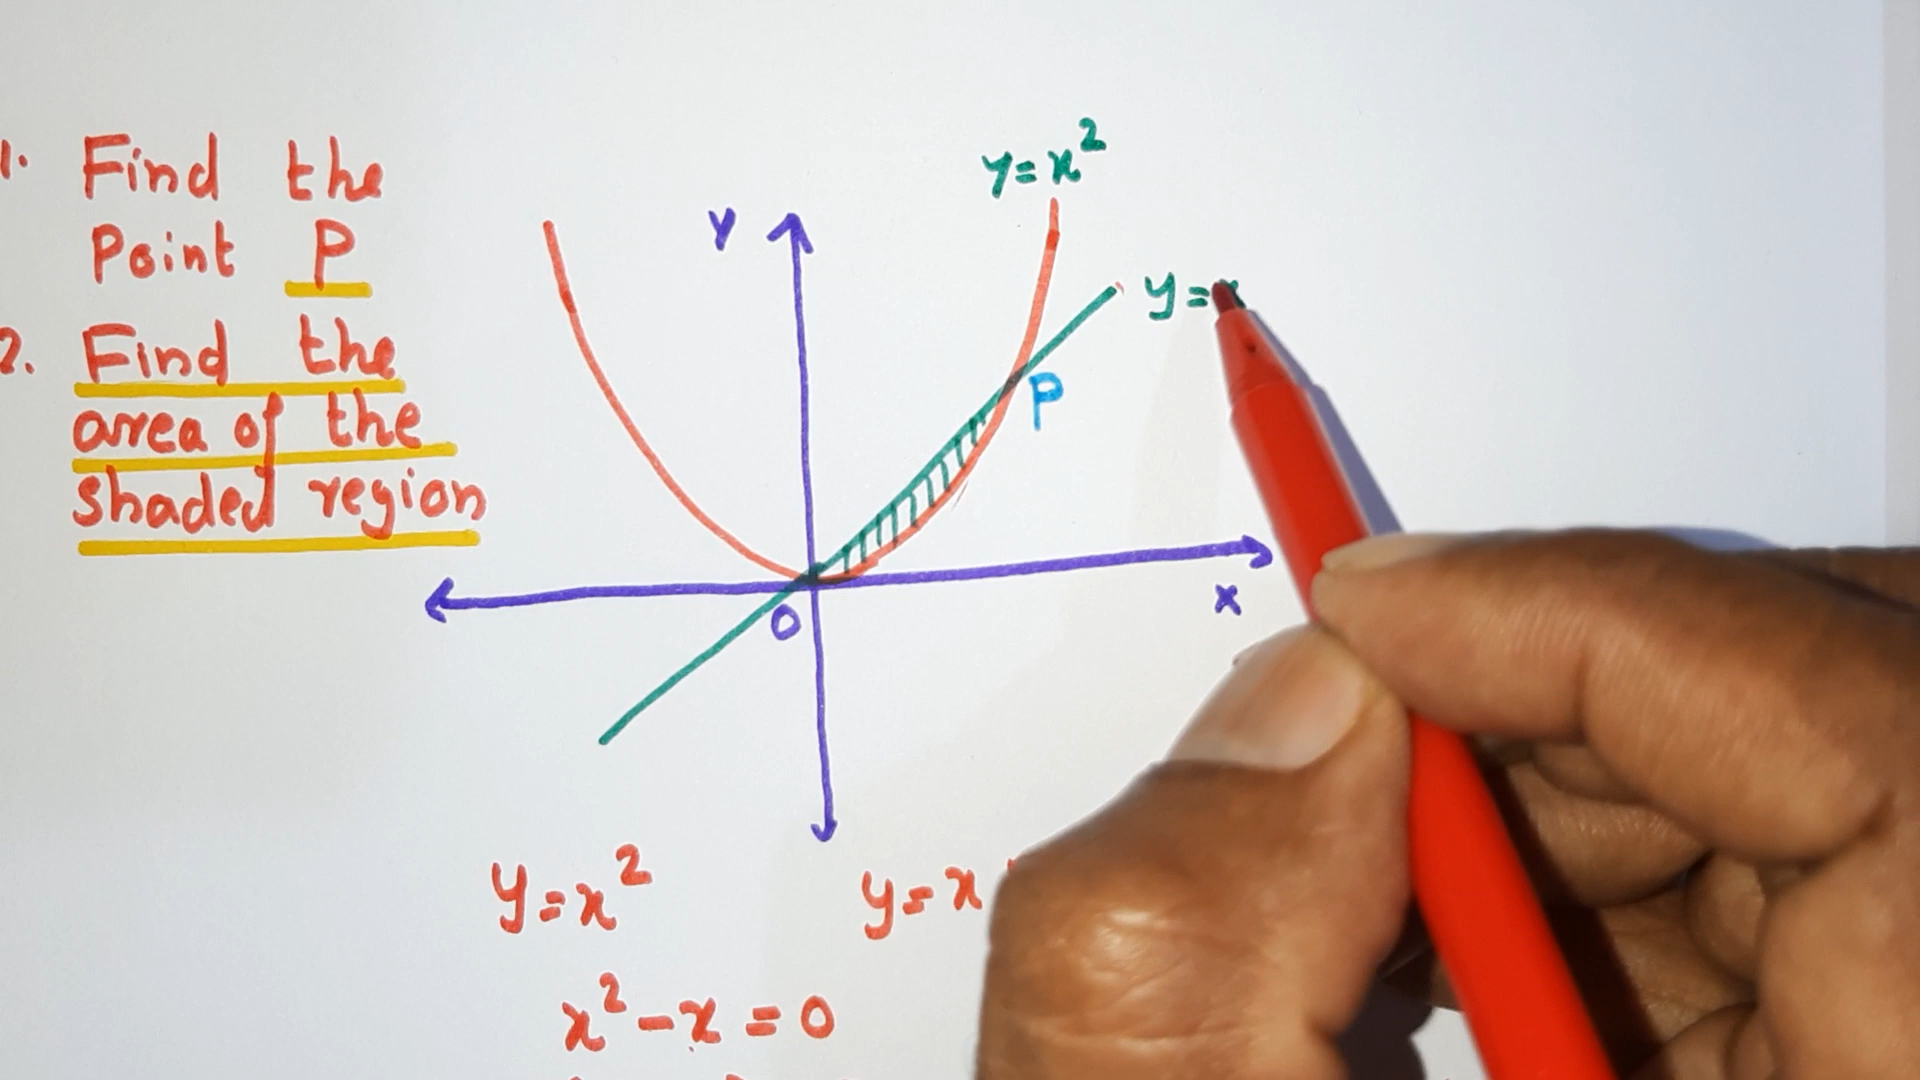 1. Find the
Point P
2. Find the
area of the
shaded region
y=x²
Y
y=x
P
X
O
y=x²
y=x
x²-x=0